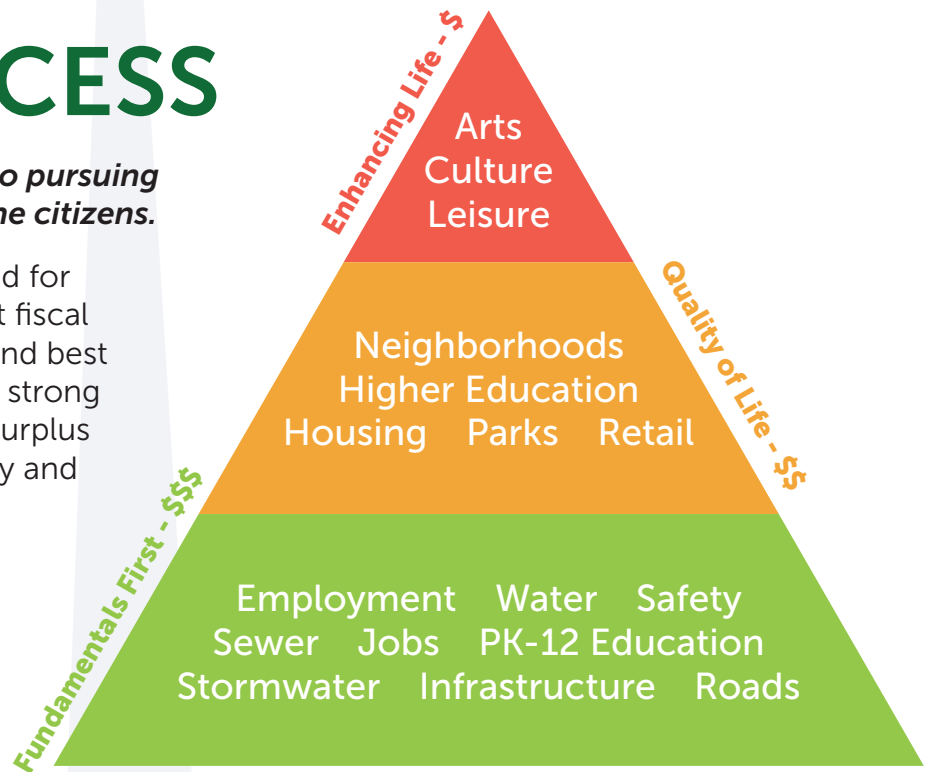 CESS
o pursuing
ne citizens.
d for
t fiscal
nd best
strong
urplus
y and
Enhancing Life - $
Arts
Culture
Leisure
Quality of Life - $$
Neighborhoods
Higher Education
Housing Parks Retail
Fundamentals First - $$$
Employment Water Safety
Sewer Jobs PK-12 Education
Stormwater Infrastructure Roads